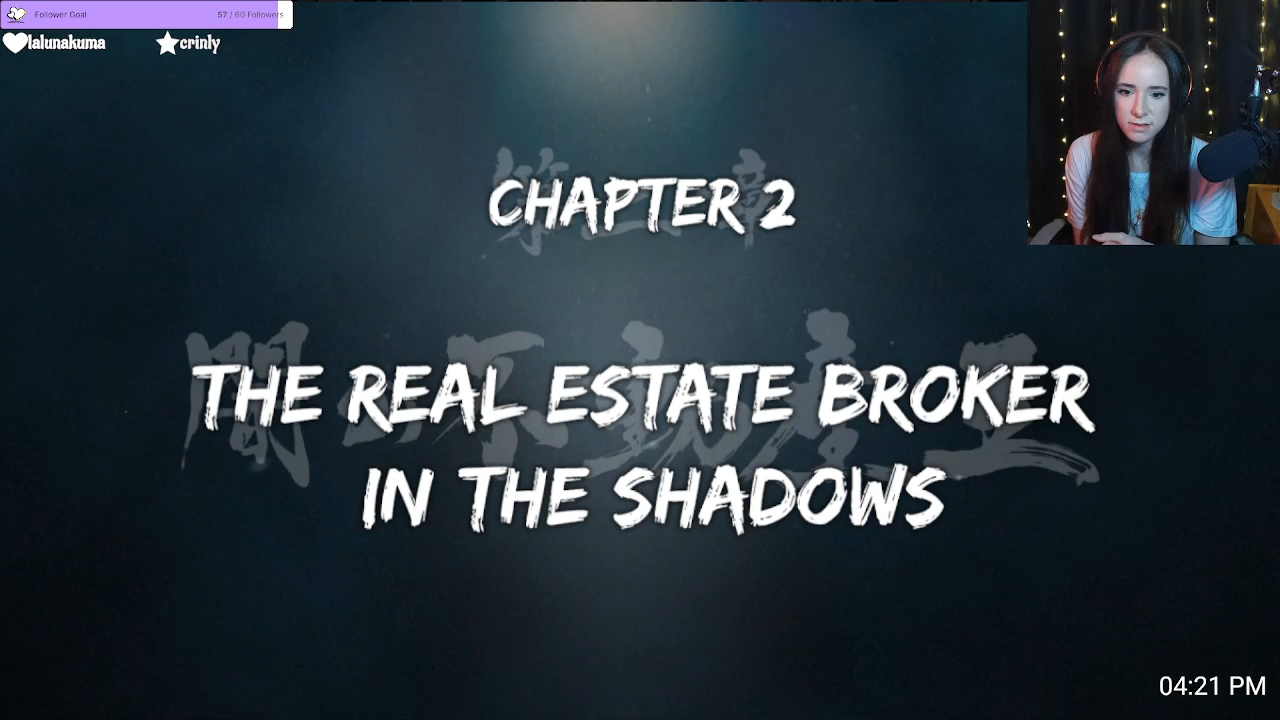 Follower Goal
57 / 60 Followers
lalunakuma
crinly
CHAPTER 2
THE REAL ESTATE BROKER
IN THE SHADOWS
04:21 PM